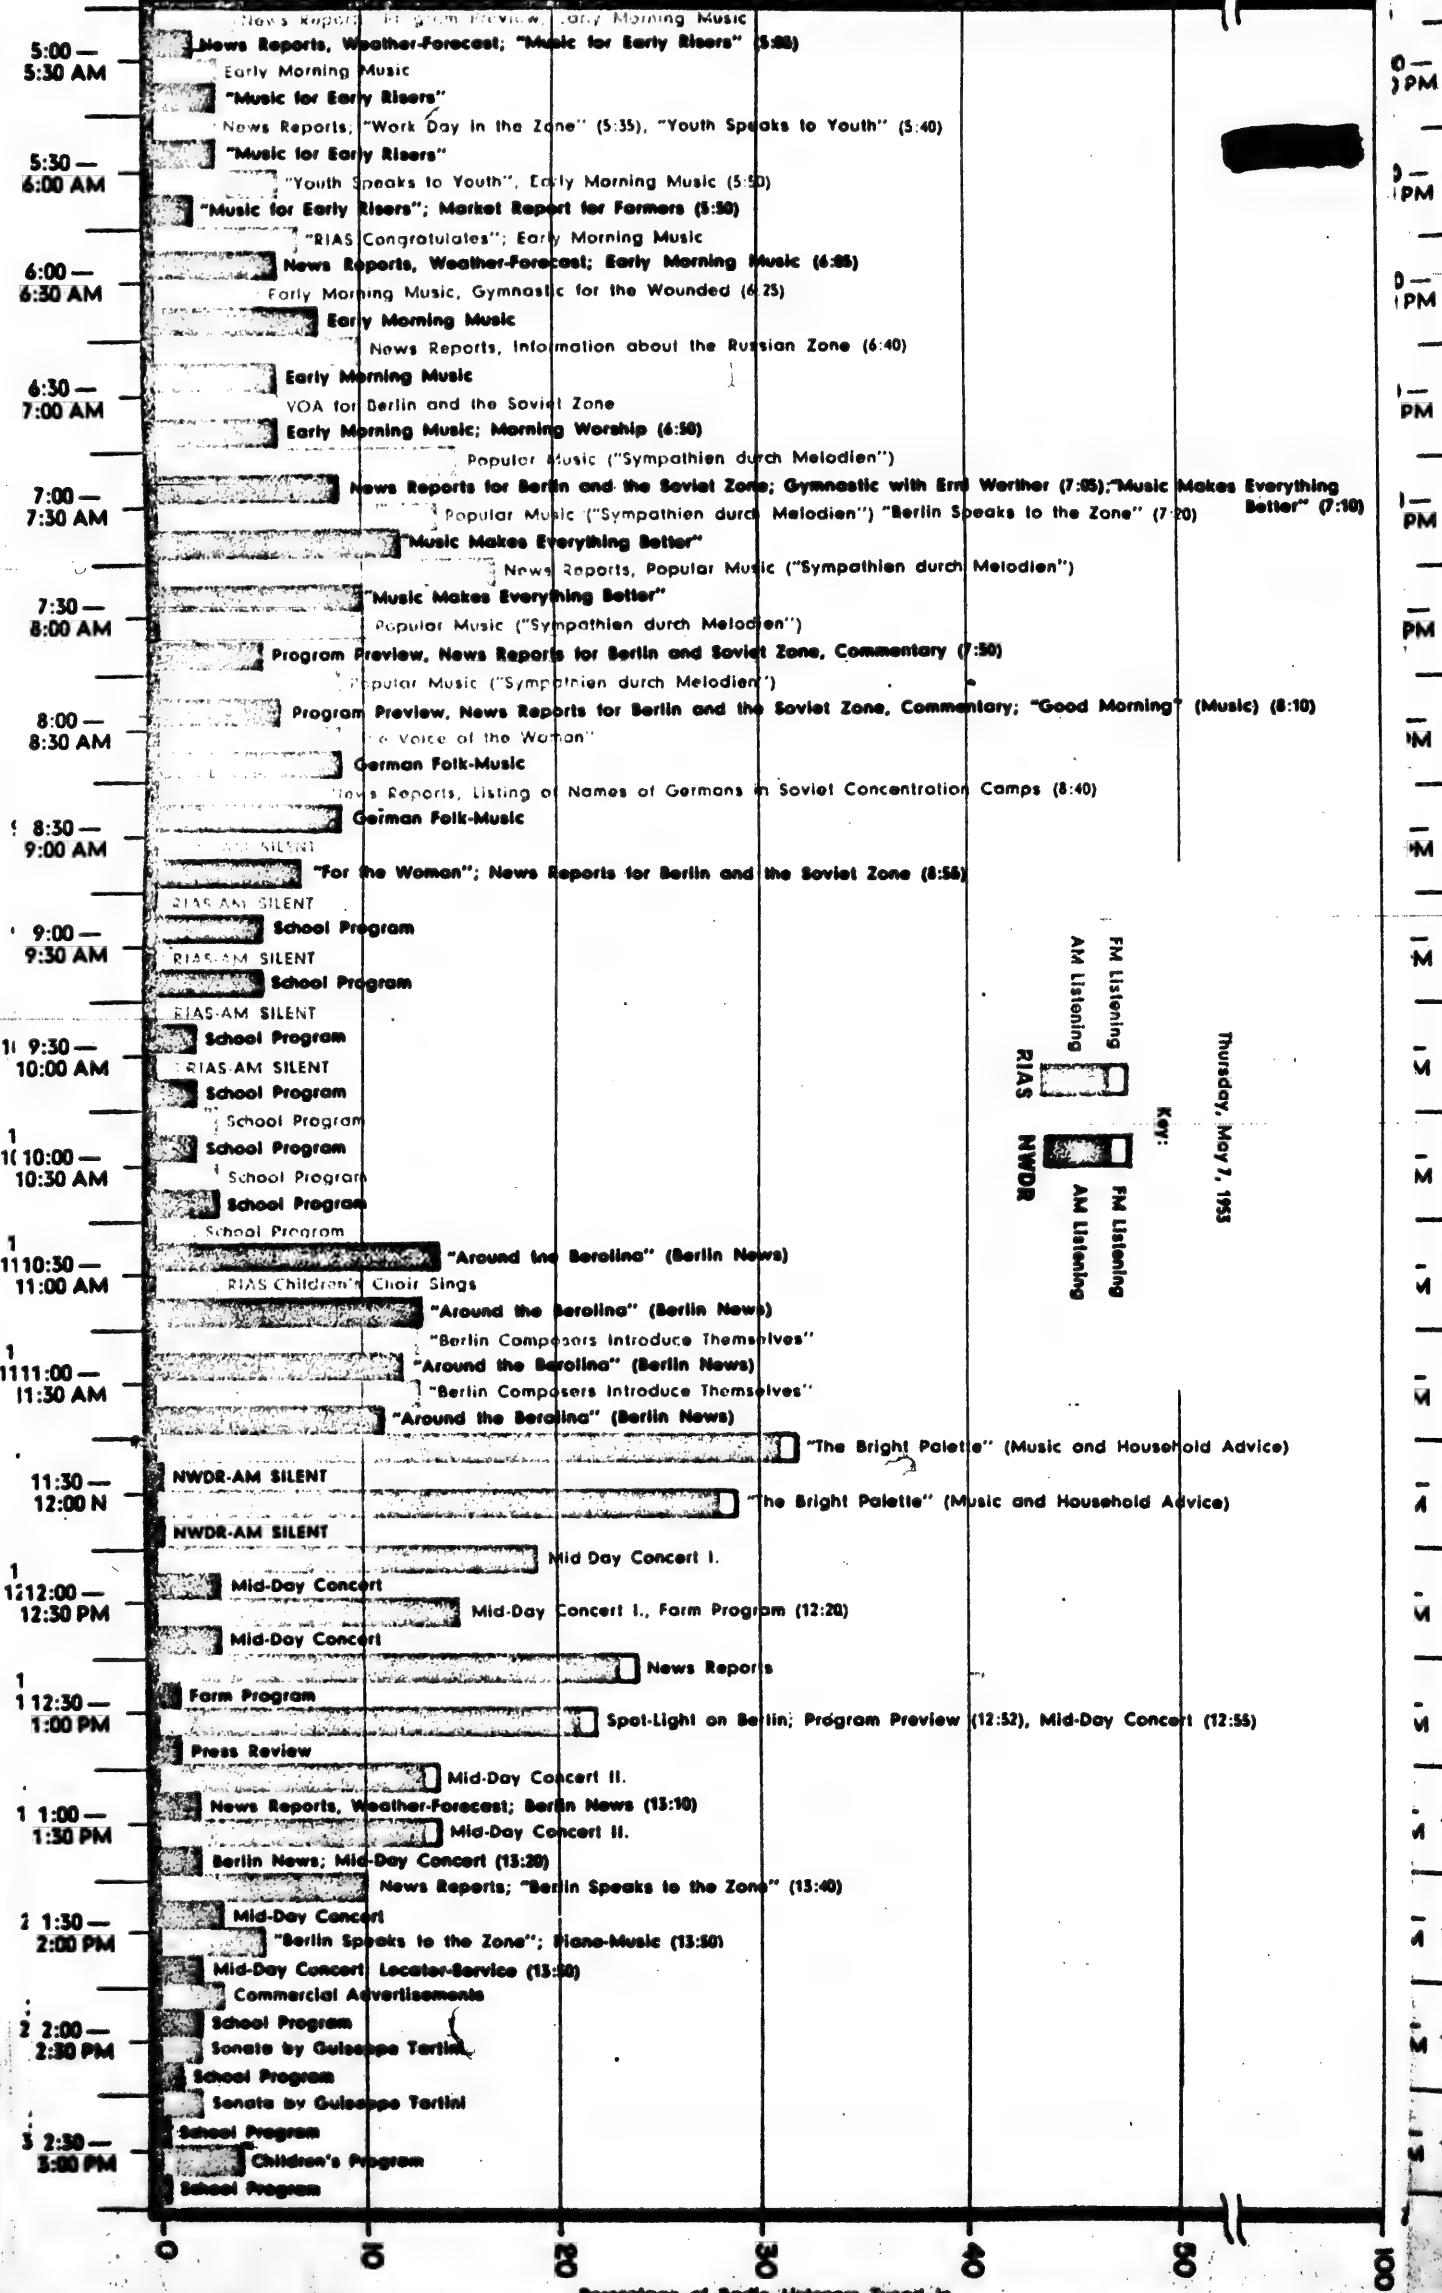 News Report, Program Preview, Early Morning Music
5:00 — News Reports, Weather-Forecast; "Music for Early Risers" (5:05)
5:30 AM Early Morning Music
"Music for Early Risers"
News Reports; "Work Day in the Zone" (5:35), "Youth Speaks to Youth" (5:40)
5:30 — "Music for Early Risers"
6:00 AM "Youth Speaks to Youth", Early Morning Music (5:50)
"Music for Early Risers"; Market Report for Farmers (5:50)
"RIAS Congratulates"; Early Morning Music
6:00 — News Reports, Weather-Forecast; Early Morning Music (6:05)
6:30 AM Early Morning Music, Gymnastic for the Wounded (6:25)
Early Morning Music
News Reports, Information about the Russian Zone (6:40)
6:30 — Early Morning Music
7:00 AM VOA for Berlin and the Soviet Zone
Early Morning Music; Morning Worship (6:50)
Popular Music ("Sympathien durch Melodien")
7:00 — News Reports for Berlin and the Soviet Zone; Gymnastic with Erni Werther (7:05); "Music Makes Everything
Better" (7:10)
7:30 AM Popular Music ("Sympathien durch Melodien") "Berlin Speaks to the Zone" (7:20)
"Music Makes Everything Better"
News Reports, Popular Music ("Sympathien durch Melodien")
7:30 — "Music Makes Everything Better"
8:00 AM Popular Music ("Sympathien durch Melodien")
Program Preview, News Reports for Berlin and Soviet Zone, Commentary (7:50)
Popular Music ("Sympathien durch Melodien")
8:00 — Program Preview, News Reports for Berlin and the Soviet Zone, Commentary; "Good Morning" (Music) (8:10)
8:30 AM Voice of the Woman"
German Folk-Music
News Reports, Listing of Names of Germans in Soviet Concentration Camps (8:40)
8:30 — German Folk-Music
9:00 AM SILENT
"For the Woman"; News Reports for Berlin and the Soviet Zone (8:55)
RIAS-AM SILENT
9:00 — School Program
9:30 AM RIAS-AM SILENT
School Program
RIAS-AM SILENT
9:30 — School Program
10:00 AM RIAS-AM SILENT
School Program
School Program
10:00 — School Program
10:30 AM School Program
School Program
School Program
10:30 — "Around the Berolina" (Berlin News)
11:00 AM RIAS Children's Choir Sings
"Around the Berolina" (Berlin News)
"Berlin Composers Introduce Themselves"
11:00 — "Around the Berolina" (Berlin News)
11:30 AM "Berlin Composers Introduce Themselves"
"Around the Berolina" (Berlin News)
"The Bright Palette" (Music and Household Advice)
11:30 — NWDR-AM SILENT
12:00 N "The Bright Palette" (Music and Household Advice)
NWDR-AM SILENT
Mid Day Concert I.
12:00 — Mid-Day Concert
12:30 PM Mid-Day Concert I., Farm Program (12:20)
Mid-Day Concert
News Reports
12:30 — Farm Program
1:00 PM Spot-Light on Berlin; Program Preview (12:52), Mid-Day Concert (12:55)
Press Review
Mid-Day Concert II.
1:00 — News Reports, Weather-Forecast; Berlin News (13:10)
1:30 PM Mid-Day Concert II.
Berlin News; Mid-Day Concert (13:20)
News Reports; "Berlin Speaks to the Zone" (13:40)
1:30 — Mid-Day Concert
2:00 PM "Berlin Speaks to the Zone"; Piano-Music (13:50)
Mid-Day Concert; Locater-Service (13:50)
Commercial Advertisements
2:00 — School Program
2:30 PM Sonata by Guiseppe Tartini
School Program
Sonata by Guiseppe Tartini
2:30 — School Program
3:00 PM Children's Program
School Program
0 10 20 30 40 50 100
Percentage of Radio Listeners Tuned In
Thursday, May 7, 1953
Key:
FM Listening
AM Listening
RIAS
NWDR
FM Listening
AM Listening